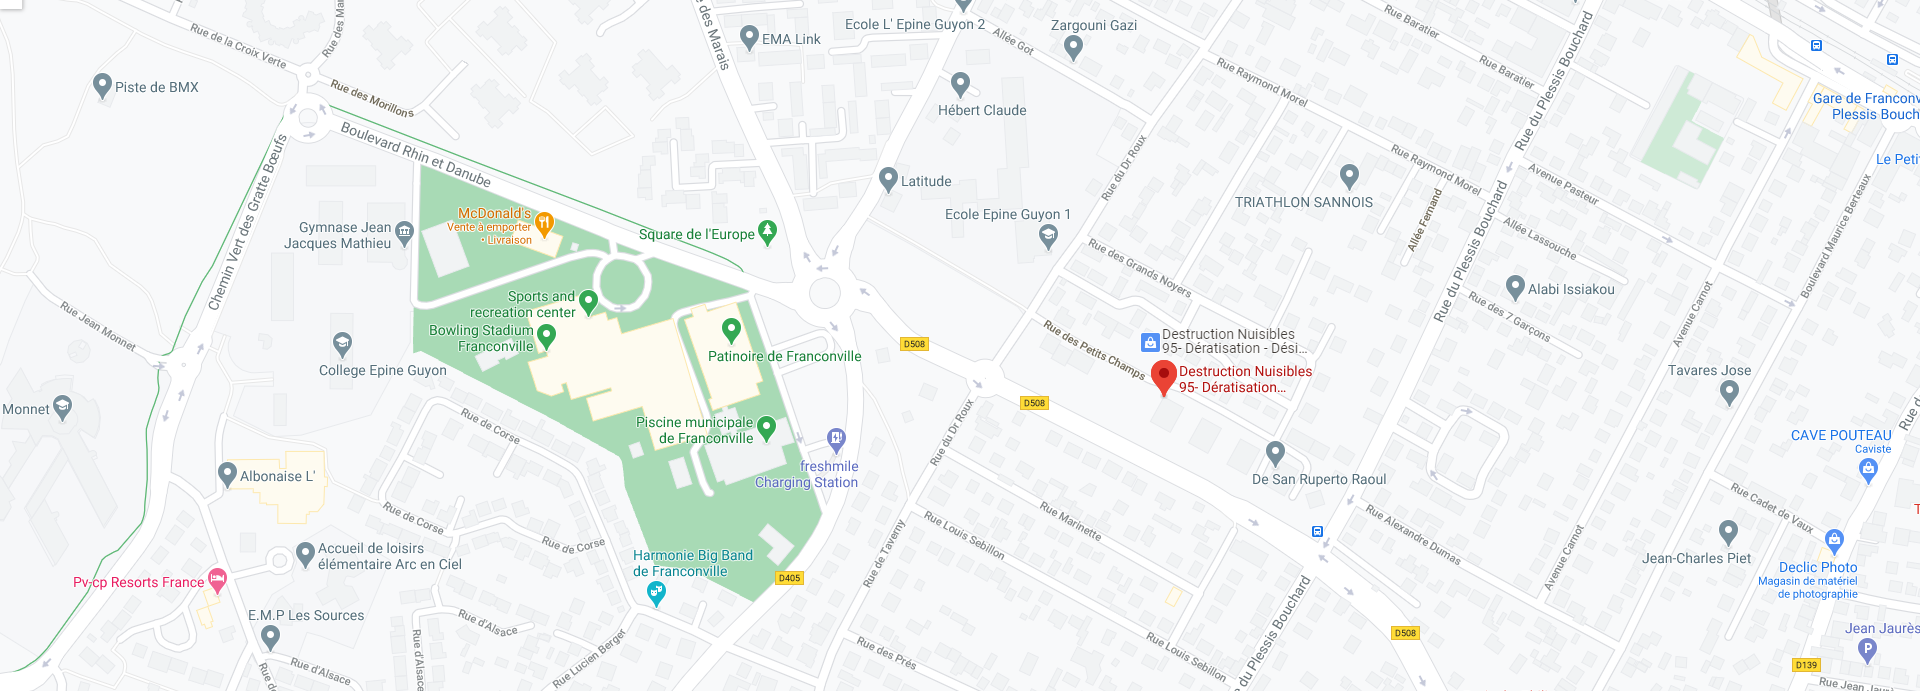 Rue des Marais
Ecole L' Epine Guyon 2
Zargouni Gazi
Rue Baratier
EMA Link
Allée Got
Rue de la Croix Verte
Rue Baratier
Rue Raymond Morel
Rue du Plessis Bouchard
Piste de BMX
Rue des Morillons
Hébert Claude
Gare de Franconv
Plessis Bouch
Boulevard Rhin et Danube
Rue du Dr Roux
Rue Raymond Morel
Le Peti
Avenue Pasteur
Latitude
TRIATHLON SANNOIS
Chemin Vert des Gratte Bœufs
McDonald's
Vente à emporter
• Livraison
Gymnase Jean
Jacques Mathieu
Square de l'Europe
Ecole Epine Guyon 1
Allée Fernand
Allée Lassouche
Rue du Plessis Bouchard
Boulevard Maurice Berteaux
Rue des Grands Noyers
Alabi Issiakou
Rue des 7 Garçons
Avenue Carnot
Rue Jean Monnet
Sports and
recreation center
Bowling Stadium
Franconville
Patinoire de Franconville
D508
Rue des Petits Champs
Destruction Nuisibles
95- Dératisation - Dési...
Destruction Nuisibles
95- Dératisation...
College Epine Guyon
Tavares Jose
Monnet
D508
Rue de Corse
Piscine municipale
de Franconville
Rue du Dr Roux
CAVE POUTEAU
Caviste
Rue d
freshmile
Charging Station
De San Ruperto Raoul
Albonaise L'
Rue Cadet de Vaux
Rue de Corse
Rue Marinette
Rue Alexandre Dumas
Rue Louis Sebillon
Rue de Corse
Rue de Taverny
Avenue Carnot
Jean-Charles Piet
Accueil de loisirs
élémentaire Arc en Ciel
Harmonie Big Band
de Franconville
D405
Declic Photo
Magasin de matériel
de photographie
Pv-cp Resorts France
E.M.P Les Sources
Rue d'Alsace
Rue d'Alsace
Rue Lucien Berget
Rue des Prés
Rue Louis Sebillon
Rue du Plessis Bouchard
D508
Jean Jaurès
D139
Rue d'Alsace
Rue Jean Jau